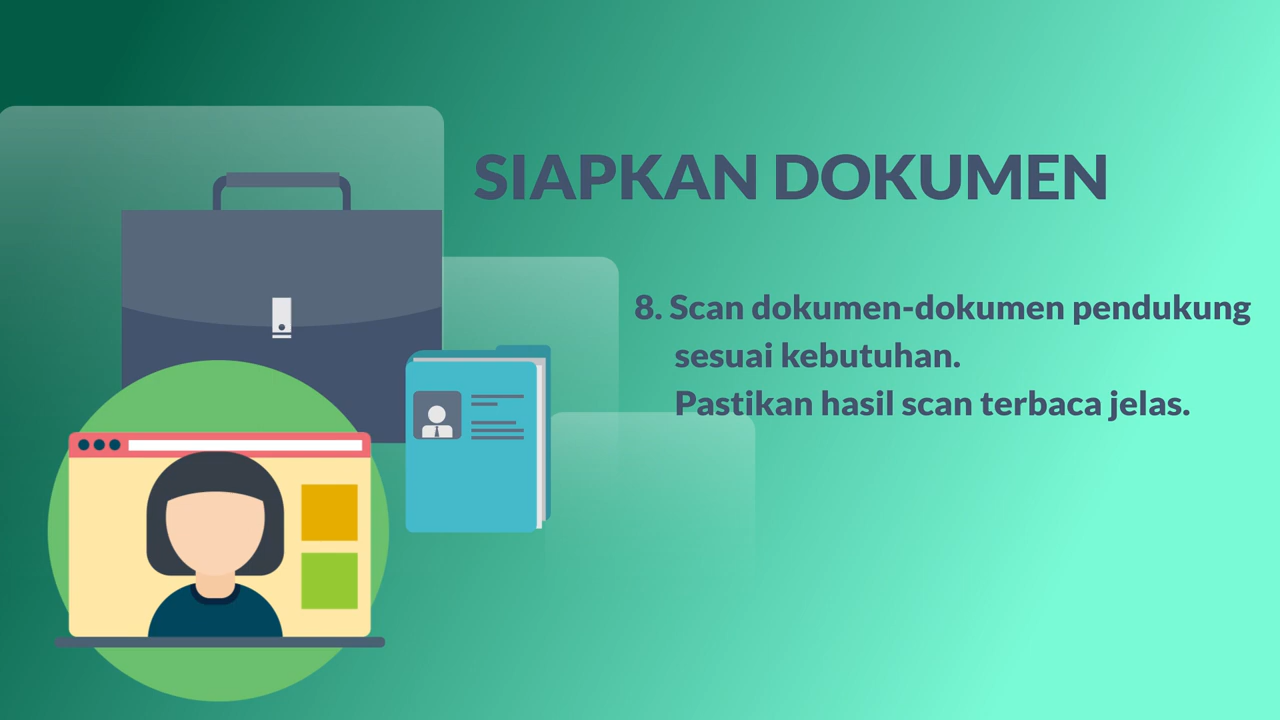 SIAPKAN DOKUMEN
8. Scan dokumen-dokumen pendukung
sesuai kebutuhan.
Pastikan hasil scan terbaca jelas.